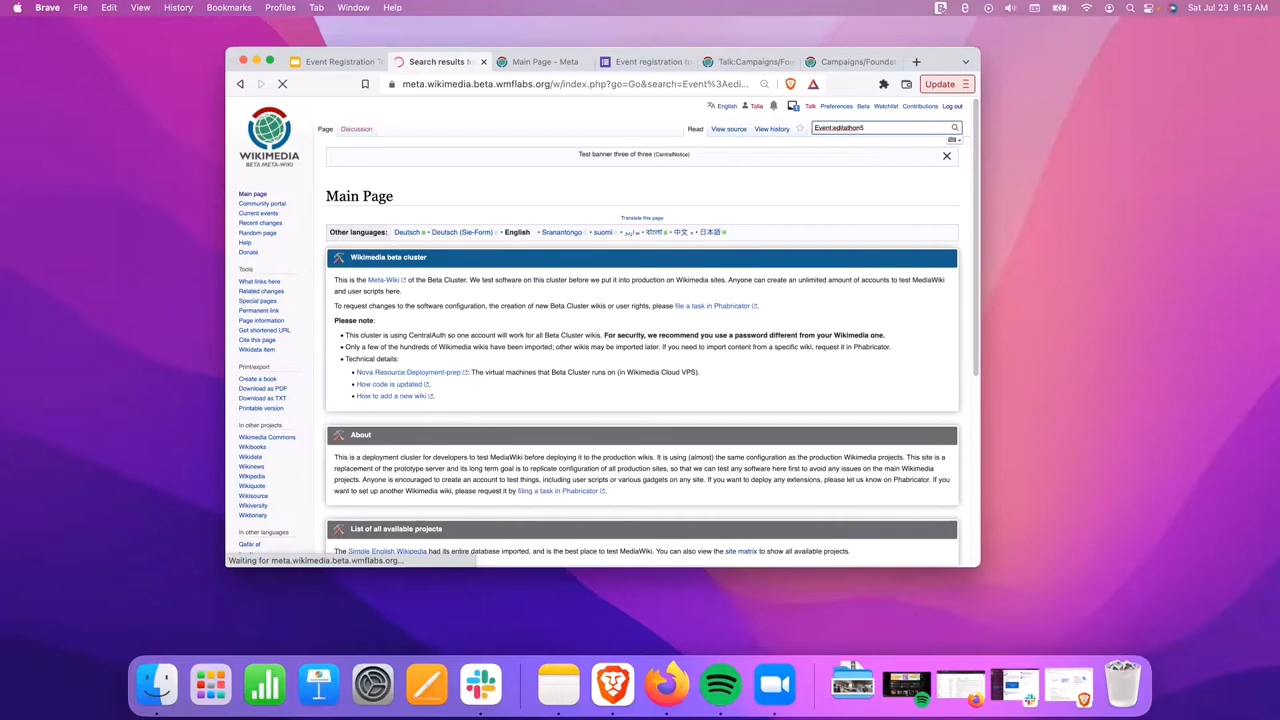 Brave File Edit View History Bookmarks Profiles Tab Window Help
Sat Jul 23 8:15 AM
Event Registration T
Search results f
Main Page - Meta
Event registration to
Talk:Campaigns/Foun
Campaigns/Foundat
meta.wikimedia.beta.wmflabs.org/w/index.php?go=Go&search=Event%3Aedi...
Update
English Talia Talk Preferences Beta Watchlist Contributions Log out
Page Discussion
Read View source View history
Event:editathon5
WIKIMEDIA
BETA META-WIKI
Test banner three of three (CentralNotice)
Main Page
Translate this page
Other languages: Deutsch • Deutsch (Sie-Form) • English • Sranantongo • suomi • اردو • বাংলা • 中文 • 日本語
Main page
Community portal
Current events
Recent changes
Random page
Help
Donate
Tools
What links here
Related changes
Special pages
Permanent link
Page information
Get shortened URL
Cite this page
Wikidata item
Print/export
Create a book
Download as PDF
Download as TXT
Printable version
In other projects
Wikimedia Commons
Wikibooks
Wikidata
Wikinews
Wikipedia
Wikiquote
Wikisource
Wikiversity
Wiktionary
In other languages
Qafár af
Wikimedia beta cluster
This is the Meta-Wiki of the Beta Cluster. We test software on this cluster before we put it into production on Wikimedia sites. Anyone can create an unlimited amount of accounts to test MediaWiki
and user scripts here.
To request changes to the software configuration, the creation of new Beta Cluster wikis or user rights, please file a task in Phabricator.
Please note:
• This cluster is using CentralAuth so one account will work for all Beta Cluster wikis. For security, we recommend you use a password different from your Wikimedia one.
• Only a few of the hundreds of Wikimedia wikis have been imported; other wikis may be imported later. If you need to import content from a specific wiki, request it in Phabricator.
• Technical details:
• Nova Resource:Deployment-prep: The virtual machines that Beta Cluster runs on (in Wikimedia Cloud VPS).
• How code is updated.
• How to add a new wiki.
About
This is a deployment cluster for developers to test MediaWiki before deploying it to the production wikis. It is using (almost) the same configuration as the production Wikimedia projects. This site is a
replacement of the prototype server and its long term goal is to replicate configuration of all production sites, so that we can test any software here first to avoid any issues on the main Wikimedia
projects. Anyone is encouraged to create an account to test things, including user scripts or various gadgets on any site. If you want to deploy any extensions, please let us know on Phabricator. If you
want to set up another Wikimedia wiki, please request it by filing a task in Phabricator.
List of all available projects
The Simple English Wikipedia had its entire database imported, and is the best place to test MediaWiki. You can also view the site matrix to show all available projects.
Waiting for meta.wikimedia.beta.wmflabs.org...